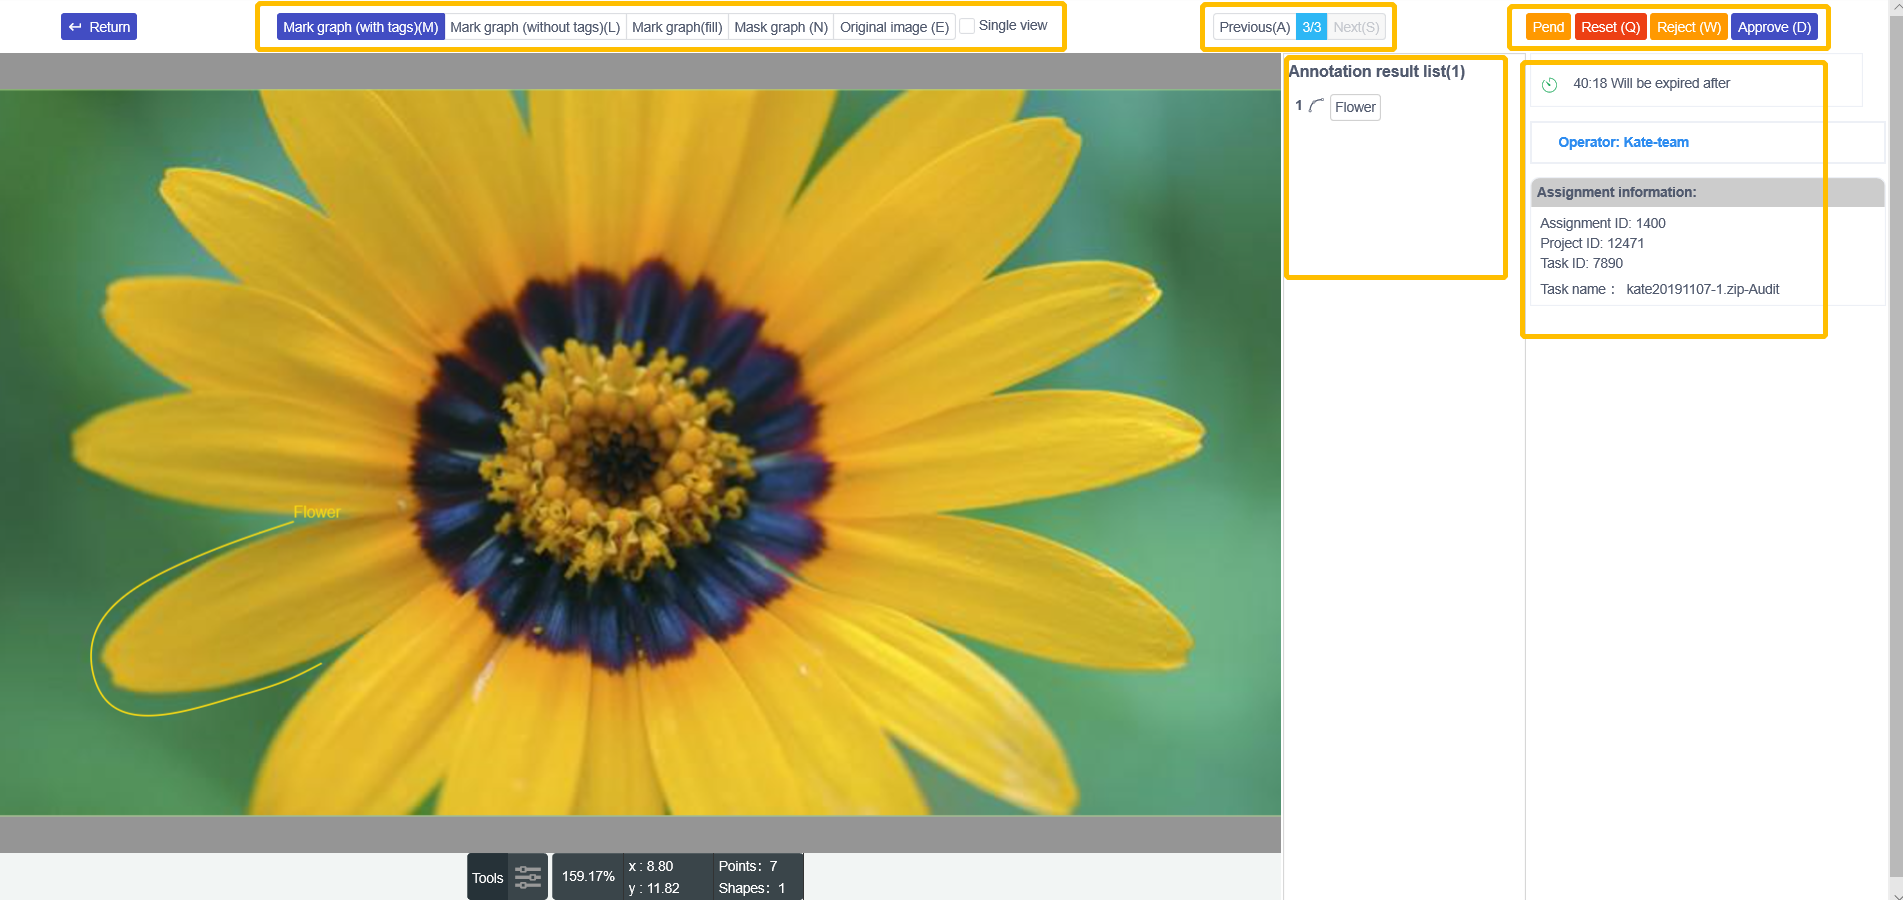 Return
Mark graph (with tags)(M) Mark graph (without tags)(L) Mark graph(fill) Mask graph (N) Original image (E) Single view
Previous(A) 3/3 Next(S)
Pend Reset (Q) Reject (W) Approve (D)
Annotation result list(1)
1 Flower
40:18 Will be expired after
Operator: Kate-team
Assignment information:
Assignment ID: 1400
Project ID: 12471
Task ID: 7890
Task name： kate20191107-1.zip-Audit
Flower
Tools
159.17%
x : 8.80
y : 11.82
Points： 7
Shapes： 1